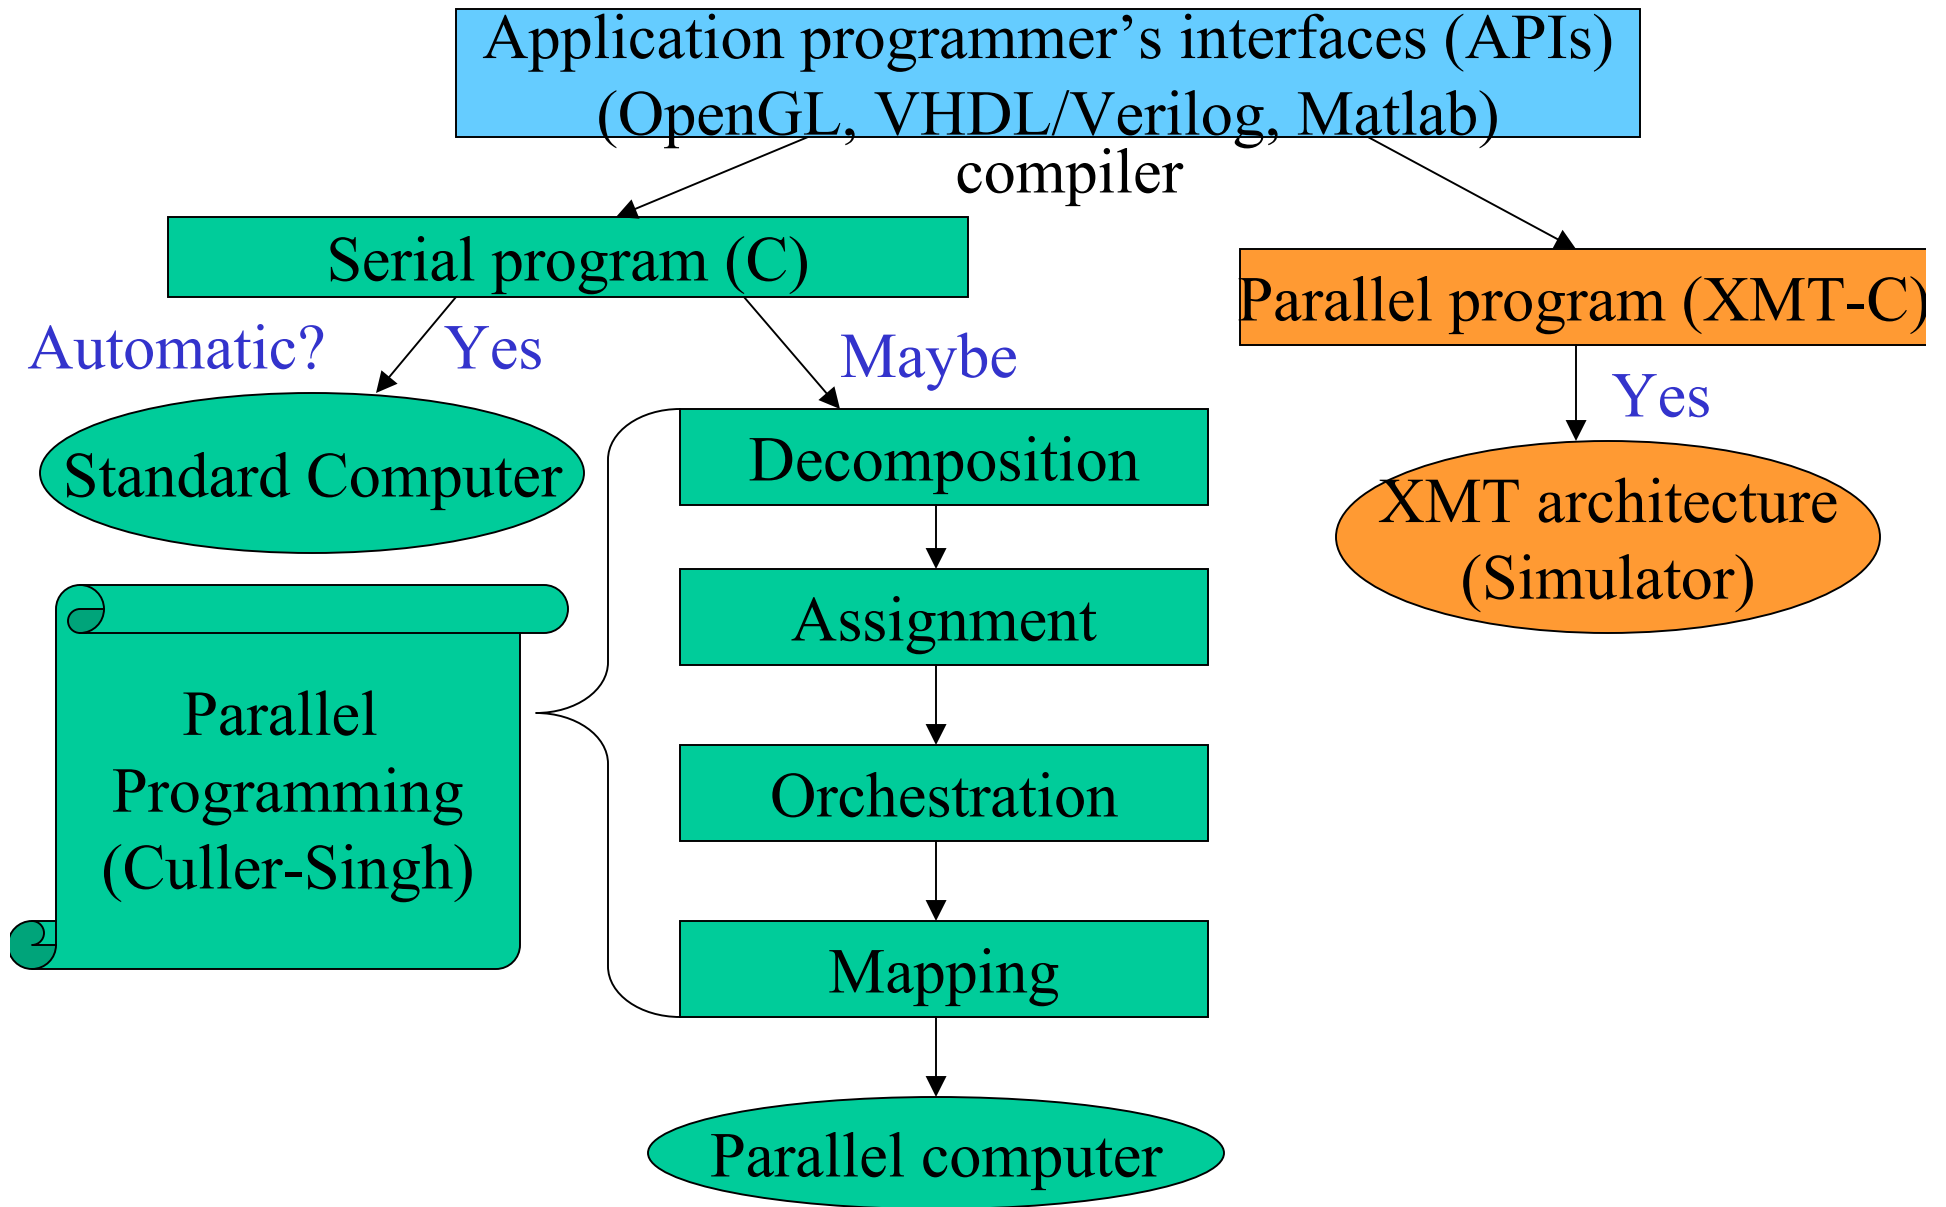 Application programmer’s interfaces (APIs)
(OpenGL, VHDL/Verilog, Matlab)
compiler
Serial program (C)
Parallel program (XMT-C)
Automatic?
Yes
Maybe
Yes
Standard Computer
Decomposition
XMT architecture
(Simulator)
Assignment
Parallel
Programming
(Culler-Singh)
Orchestration
Mapping
Parallel computer